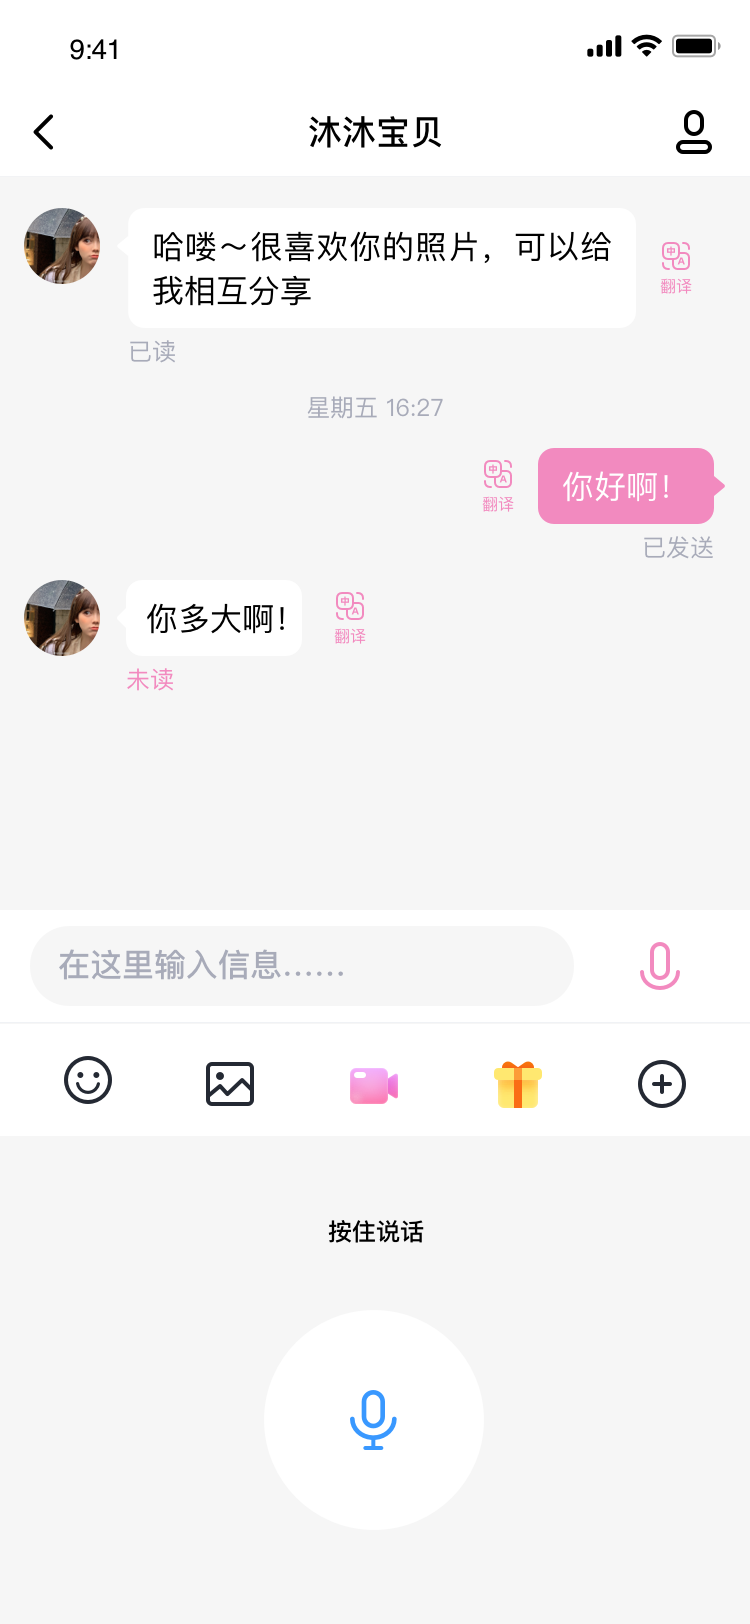 9:41
沐沐宝贝
哈喽～很喜欢你的照片，可以给
我相互分享
中A
翻译
已读
星期五 16:27
中A
翻译
你好啊！
已发送
你多大啊！
中A
翻译
未读
在这里输入信息……
按住说话